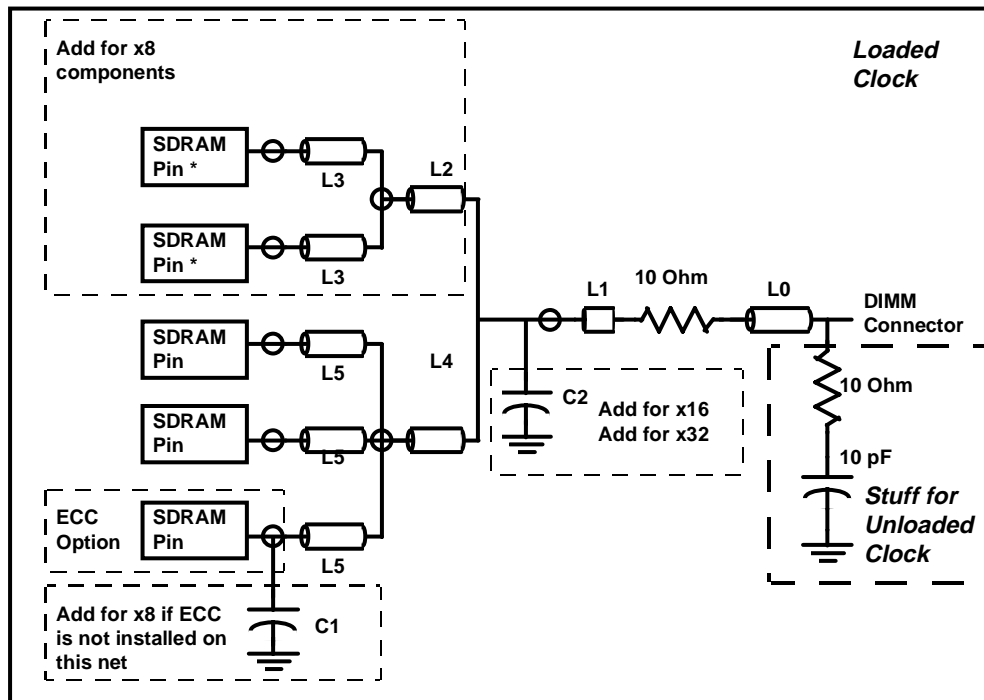 Add for x8
components
Loaded
Clock
SDRAM
Pin *
L3
L2
SDRAM
Pin *
L3
10 Ohm
L1
L0
DIMM
Connector
SDRAM
Pin
L5
L4
SDRAM
Pin
L5
C2
Add for x16
Add for x32
10 Ohm
10 pF
Stuff for
Unloaded
Clock
ECC
Option
SDRAM
Pin
L5
Add for x8 if ECC
is not installed on
this net
C1